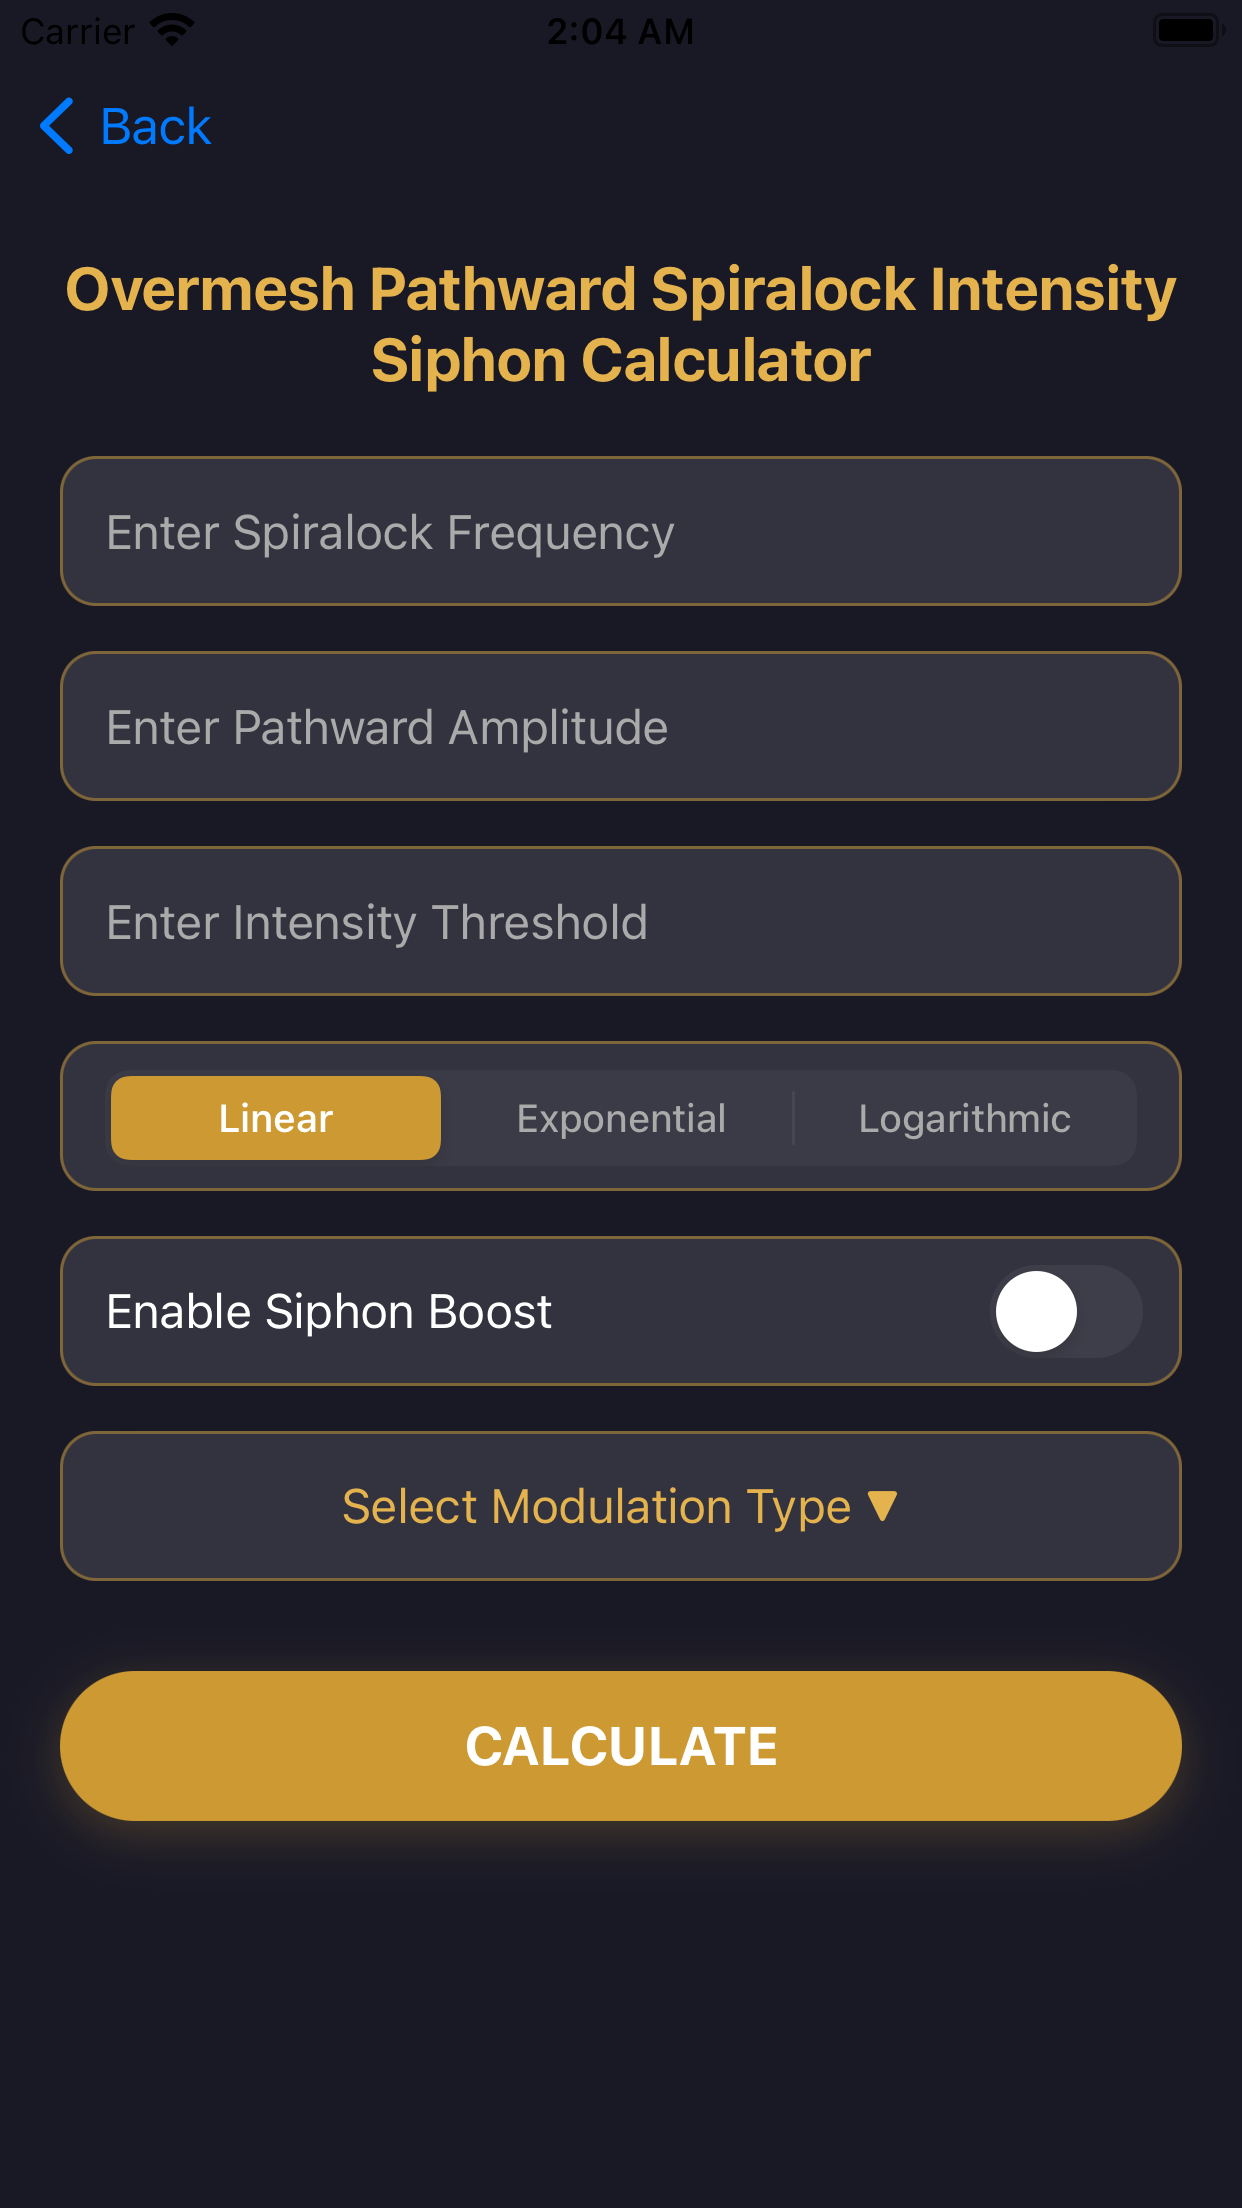 Carrier
2:04 AM
Back
Overmesh Pathward Spiralock Intensity
Siphon Calculator
Enter Spiralock Frequency
Enter Pathward Amplitude
Enter Intensity Threshold
Linear Exponential Logarithmic
Enable Siphon Boost
Select Modulation Type ▼
CALCULATE